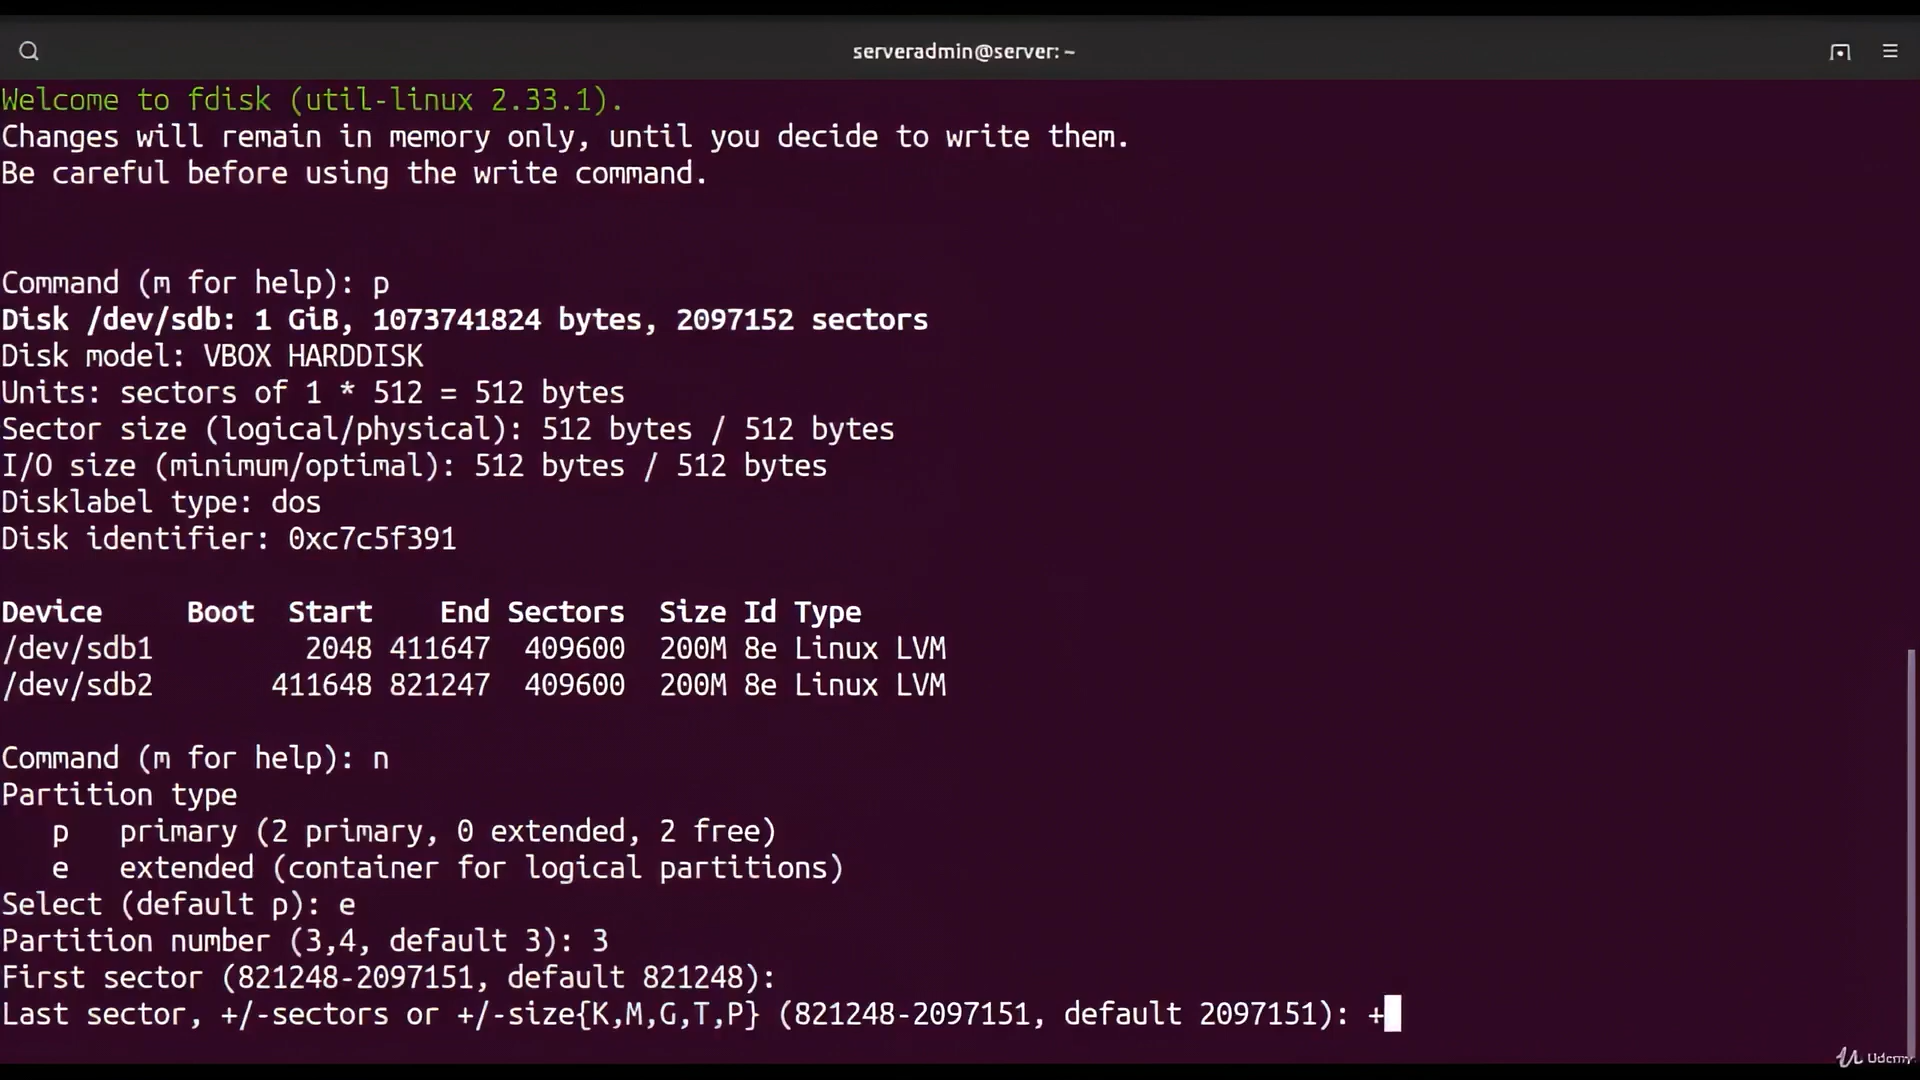 serveradmin@server: ~
Welcome to fdisk (util-linux 2.33.1).
Changes will remain in memory only, until you decide to write them.
Be careful before using the write command.
Command (m for help): p
Disk /dev/sdb: 1 GiB, 1073741824 bytes, 2097152 sectors
Disk model: VBOX HARDDISK
Units: sectors of 1 * 512 = 512 bytes
Sector size (logical/physical): 512 bytes / 512 bytes
I/O size (minimum/optimal): 512 bytes / 512 bytes
Disklabel type: dos
Disk identifier: 0xc7c5f391
Device     Boot  Start    End Sectors  Size Id Type
/dev/sdb1         2048 411647  409600  200M 8e Linux LVM
/dev/sdb2       411648 821247  409600  200M 8e Linux LVM
Command (m for help): n
Partition type
   p   primary (2 primary, 0 extended, 2 free)
   e   extended (container for logical partitions)
Select (default p): e
Partition number (3,4, default 3): 3
First sector (821248-2097151, default 821248):
Last sector, +/-sectors or +/-size{K,M,G,T,P} (821248-2097151, default 2097151): +
Udemy